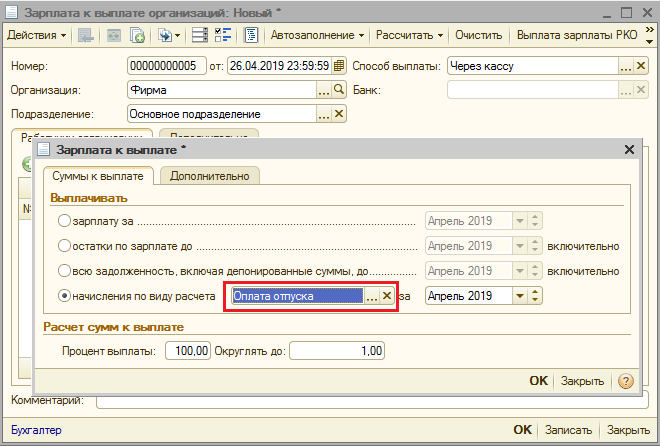 Зарплата к выплате организаций: Новый *
Действия Автозаполнение Рассчитать Очистить Выплата зарплаты РКО »
Номер: 00000000005 от: 26.04.2019 23:59:59 Способ выплаты: Через кассу ... ×
Организация: Фирма ... Банк: ...
Подразделение: Основное подразделение ... ×
Зарплата к выплате *
Суммы к выплате Дополнительно
Выплачивать
зарплату за Апрель 2019
остатки по зарплате до Апрель 2019 включительно
всю задолженность, включая депонированные суммы, до Апрель 2019 включительно
начисления по виду расчета Оплата отпуска ... × за Апрель 2019
Расчет сумм к выплате
Процент выплаты: 100,00 Округлять до: 1,00
OK Закрыть ?
Комментарий:
Бухгалтер OK Записать Закрыть